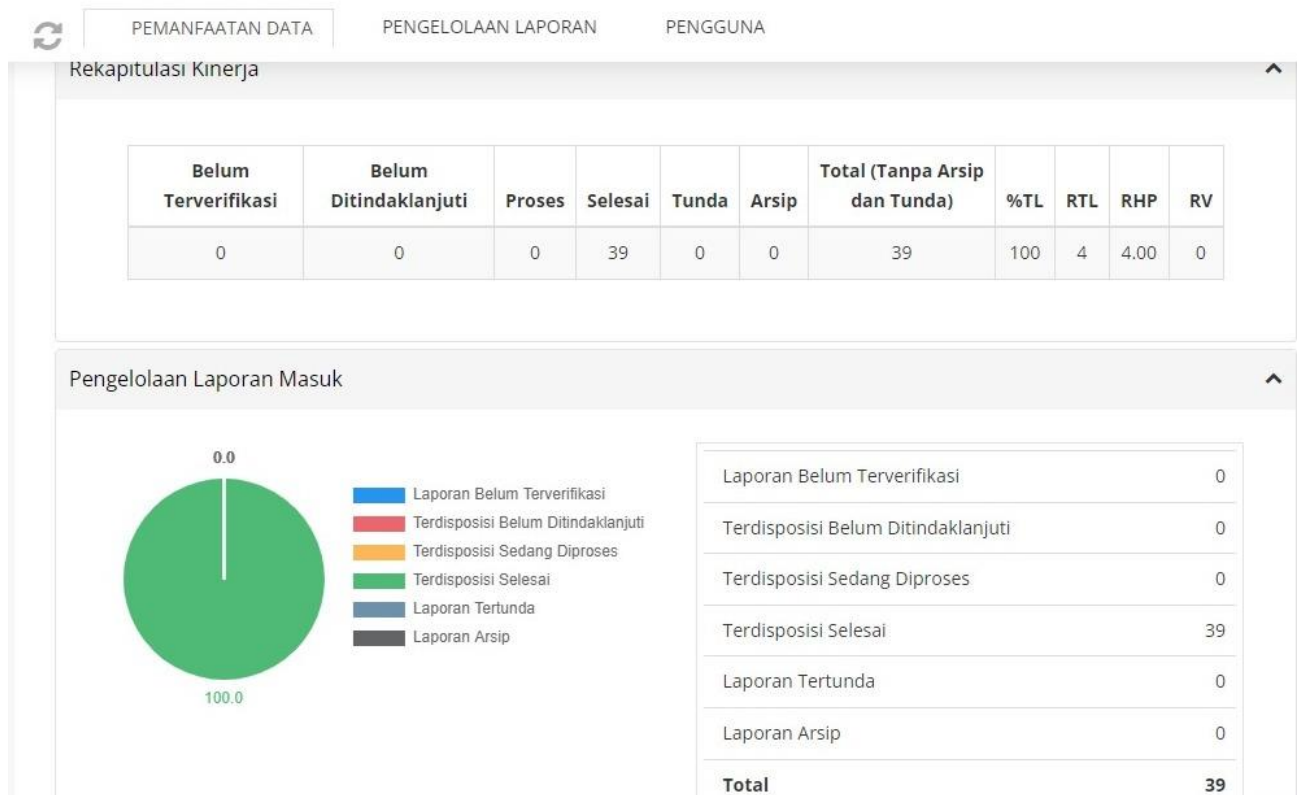 PEMANFAATAN DATA PENGELOLAAN LAPORAN PENGGUNA
Rekapitulasi Kinerja
Belum Terverifikasi Belum Ditindaklanjuti Proses Selesai Tunda Arsip Total (Tanpa Arsip dan Tunda) %TL RTL RHP RV
0 0 0 39 0 0 39 100 4 4.00 0
Pengelolaan Laporan Masuk
0.0
100.0
Laporan Belum Terverifikasi
Terdisposisi Belum Ditindaklanjuti
Terdisposisi Sedang Diproses
Terdisposisi Selesai
Laporan Tertunda
Laporan Arsip
Laporan Belum Terverifikasi 0
Terdisposisi Belum Ditindaklanjuti 0
Terdisposisi Sedang Diproses 0
Terdisposisi Selesai 39
Laporan Tertunda 0
Laporan Arsip 0
Total 39